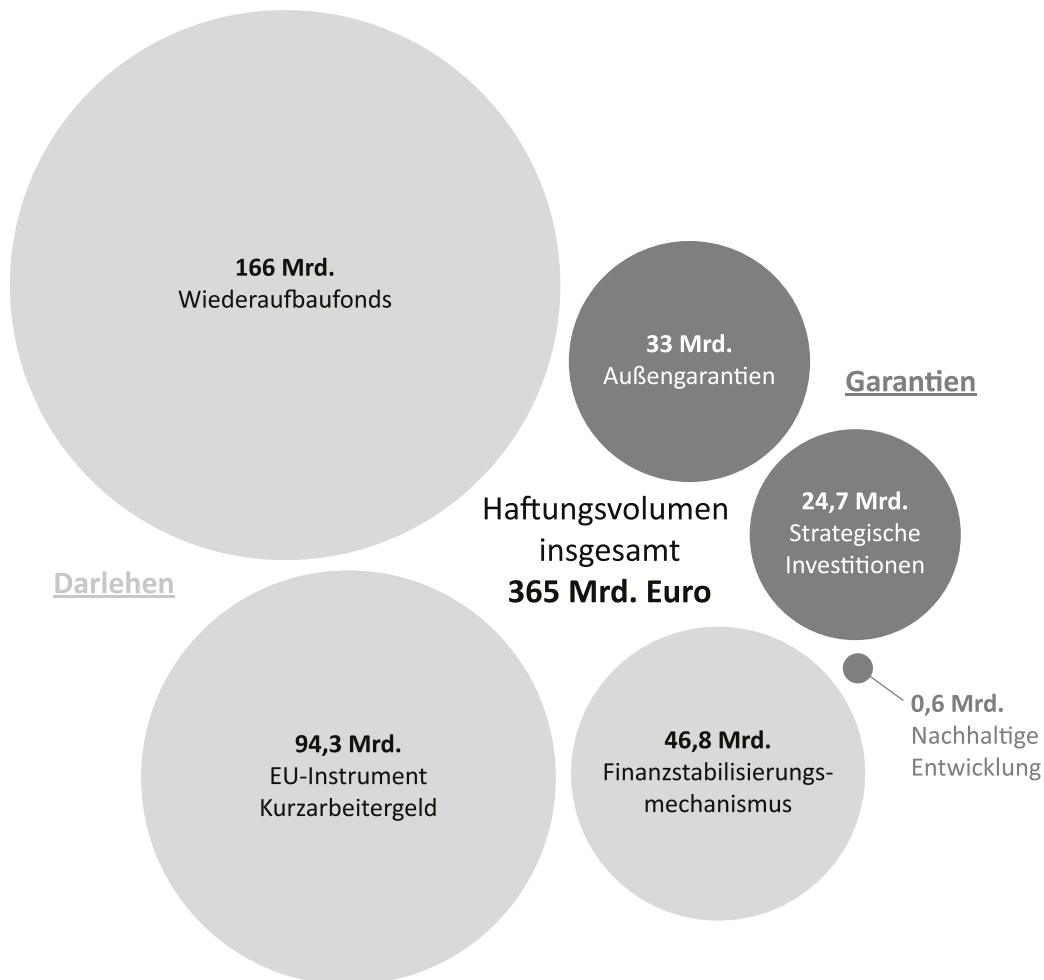 166 Mrd.
Wiederaufbaufonds
33 Mrd.
Außengarantien
Garantien
24,7 Mrd.
Strategische
Investitionen
Haftungsvolumen
insgesamt
365 Mrd. Euro
Darlehen
0,6 Mrd.
Nachhaltige
Entwicklung
94,3 Mrd.
EU-Instrument
Kurzarbeitergeld
46,8 Mrd.
Finanzstabilisierungs-
mechanismus